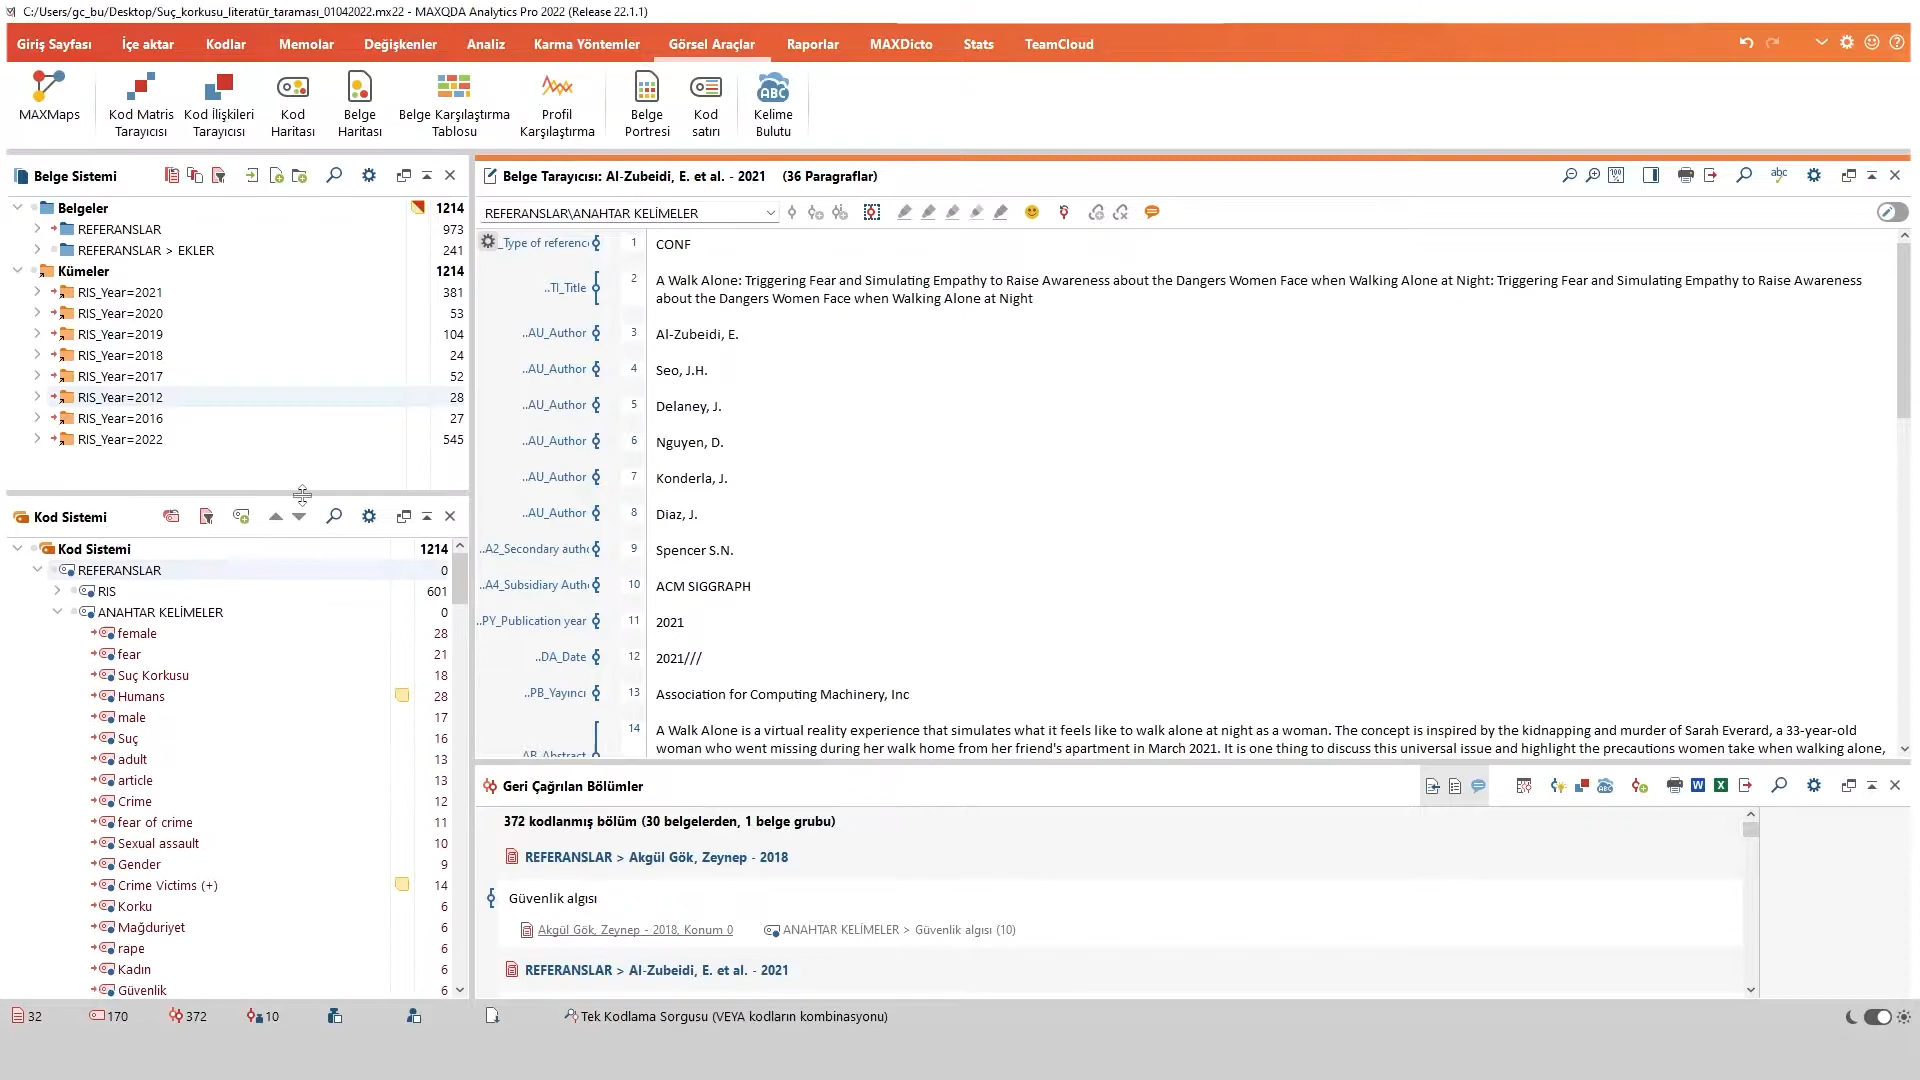 C:/Users/gc_bu/Desktop/Suç_korkusu_literatür_taraması_01042022.mx22 - MAXQDA Analytics Pro 2022 (Release 22.1.1)
Giriş Sayfası İçe aktar Kodlar Memolar Değişkenler Analiz Karma Yöntemler Görsel Araçlar Raporlar MAXDicto Stats TeamCloud
MAXMaps
Kod Matris Tarayıcısı
Kod İlişkileri Tarayıcısı
Kod Haritası
Belge Haritası
Belge Karşılaştırma Tablosu
Profil Karşılaştırma
Belge Portresi
Kod satırı
Kelime Bulutu
Belge Sistemi
Belgeler 1214
REFERANSLAR 973
REFERANSLAR > EKLER 241
Kümeler 1214
RIS_Year=2021 381
RIS_Year=2020 53
RIS_Year=2019 104
RIS_Year=2018 24
RIS_Year=2017 52
RIS_Year=2012 28
RIS_Year=2016 27
RIS_Year=2022 545
Kod Sistemi
Kod Sistemi 1214
REFERANSLAR 0
RIS 601
ANAHTAR KELİMELER 0
female 28
fear 21
Suç Korkusu 18
Humans 28
male 17
Suç 16
adult 13
article 13
Crime 12
fear of crime 11
Sexual assault 10
Gender 9
Crime Victims (+) 14
Korku 6
Mağduriyet 6
rape 6
Kadın 6
Güvenlik 6
Belge Tarayıcısı: Al-Zubeidi, E. et al. - 2021 (36 Paragraflar)
REFERANSLAR\ANAHTAR KELİMELER
100 %
abc
_Type of referenc 1 CONF
..TI_Title 2 A Walk Alone: Triggering Fear and Simulating Empathy to Raise Awareness about the Dangers Women Face when Walking Alone at Night: Triggering Fear and Simulating Empathy to Raise Awareness
about the Dangers Women Face when Walking Alone at Night
..AU_Author 3 Al-Zubeidi, E.
..AU_Author 4 Seo, J.H.
..AU_Author 5 Delaney, J.
..AU_Author 6 Nguyen, D.
..AU_Author 7 Konderla, J.
..AU_Author 8 Diaz, J.
..A2_Secondary auth 9 Spencer S.N.
..A4_Subsidiary Auth 10 ACM SIGGRAPH
..PY_Publication year 11 2021
..DA_Date 12 2021///
..PB_Yayıncı 13 Association for Computing Machinery, Inc
14 A Walk Alone is a virtual reality experience that simulates what it feels like to walk alone at night as a woman. The concept is inspired by the kidnapping and murder of Sarah Everard, a 33-year-old
AB_Abstract woman who went missing during her walk home from her friend's apartment in March 2021. It is one thing to discuss this universal issue and highlight the precautions women take when walking alone,
Geri Çağrılan Bölümler
372 kodlanmış bölüm (30 belgelerden, 1 belge grubu)
REFERANSLAR > Akgül Gök, Zeynep - 2018
Güvenlik algısı
Akgül Gök, Zeynep - 2018, Konum 0 ANAHTAR KELİMELER > Güvenlik algısı (10)
REFERANSLAR > Al-Zubeidi, E. et al. - 2021
32 170 372 10 Tek Kodlama Sorgusu (VEYA kodların kombinasyonu)